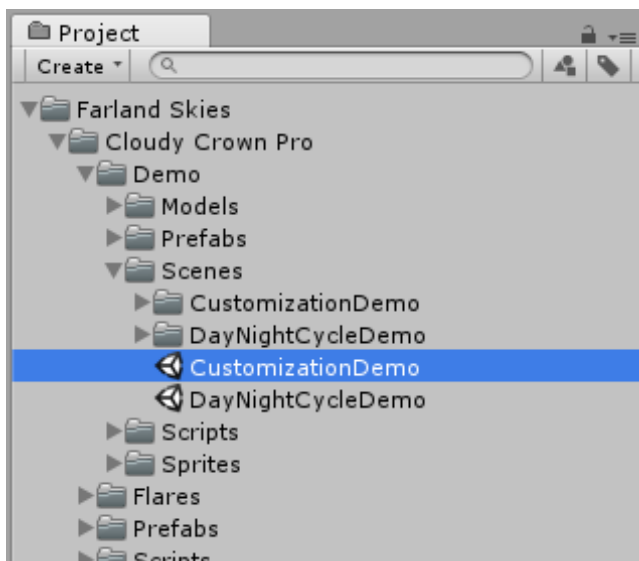 Project
Create
Farland Skies
Cloudy Crown Pro
Demo
Models
Prefabs
Scenes
CustomizationDemo
DayNightCycleDemo
CustomizationDemo
DayNightCycleDemo
Scripts
Sprites
Flares
Prefabs
Scripts